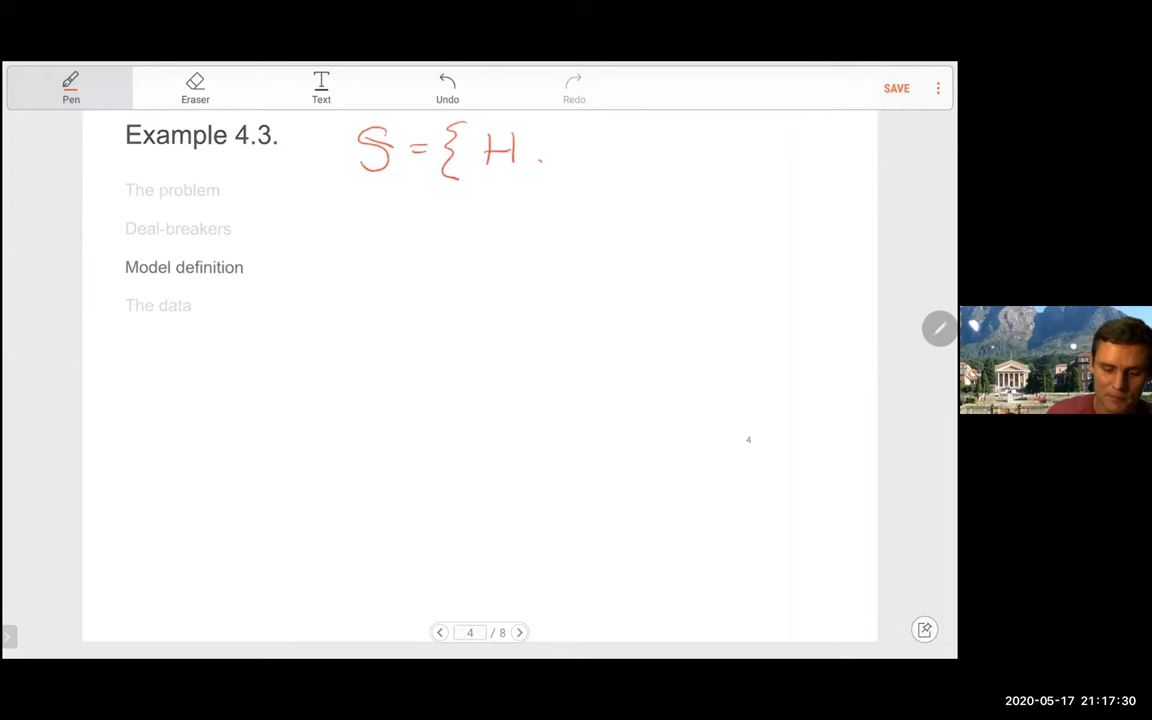 Pen
Eraser
Text
Undo
Redo
SAVE
Example 4.3.
S = { H .
The problem
Deal-breakers
Model definition
The data
4
4 / 8
2020-05-17 21:17:30